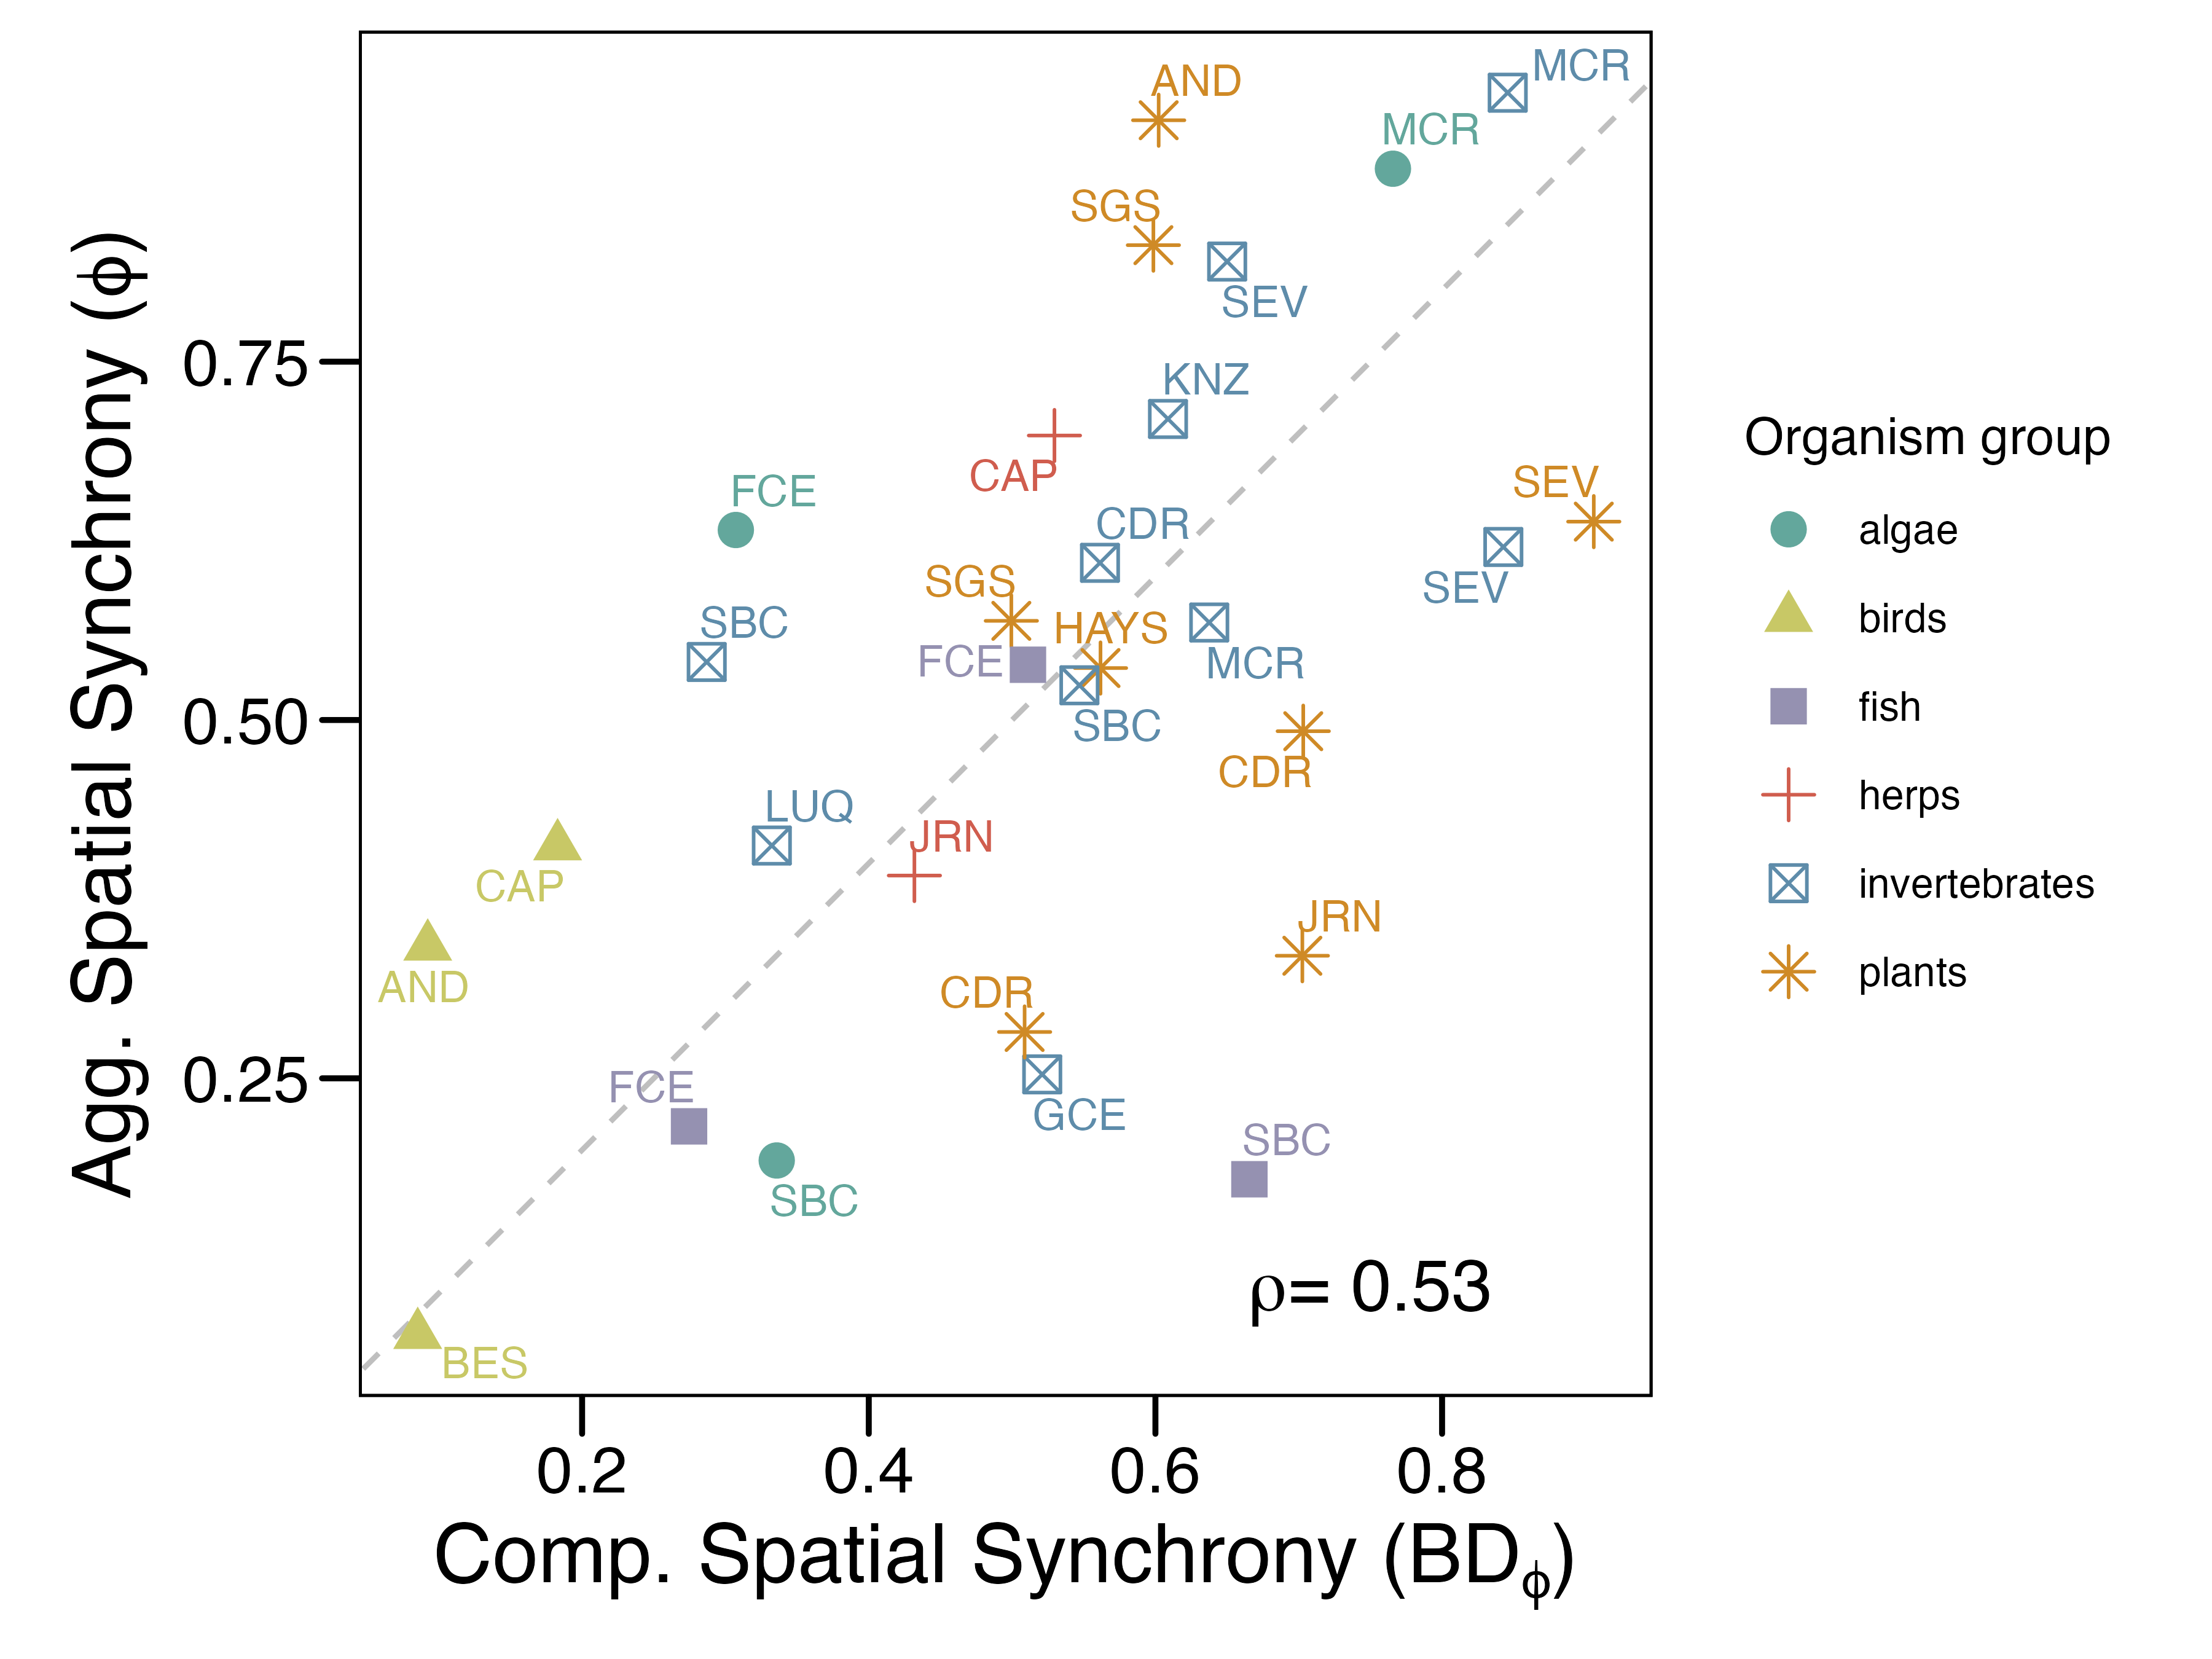 AND
MCR
MCR
SGS
SEV
KNZ
CAP
SEV
FCE
CDR
SEV
SGS
SBC
HAYS
FCE
MCR
SBC
CDR
LUQ
JRN
CAP
JRN
AND
CDR
FCE
GCE
SBC
SBC
BES
ρ= 0.53
0.75
0.50
0.25
Agg. Spatial Synchrony (ϕ)
0.2 0.4 0.6 0.8
Comp. Spatial Synchrony (BDϕ)
Organism group
algae
birds
fish
herps
invertebrates
plants